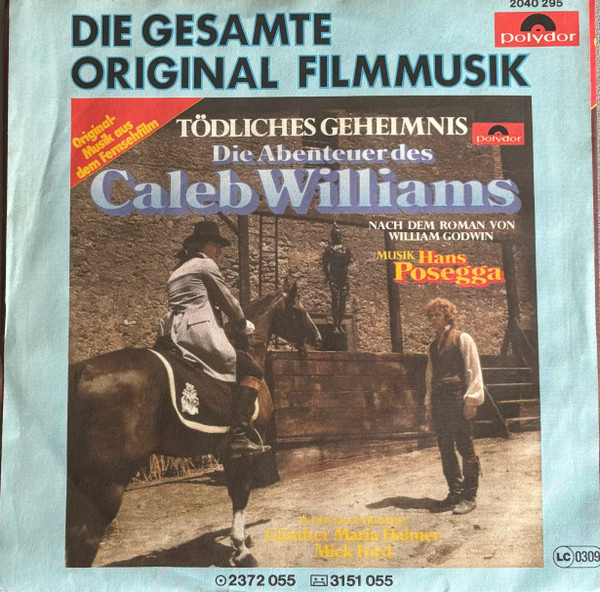 2040 295
polydor
DIE GESAMTE
ORIGINAL FILMMUSIK
Original-
Musik aus
dem Fernsehfilm
TÖDLICHES GEHEIMNIS
polydor
Die Abenteuer des
Caleb Williams
NACH DEM ROMAN VON
WILLIAM GODWIN
MUSIK Hans
Posegga
Günther Maria Halmer
Mick Ford
2372 055 3151 055
LC 0309